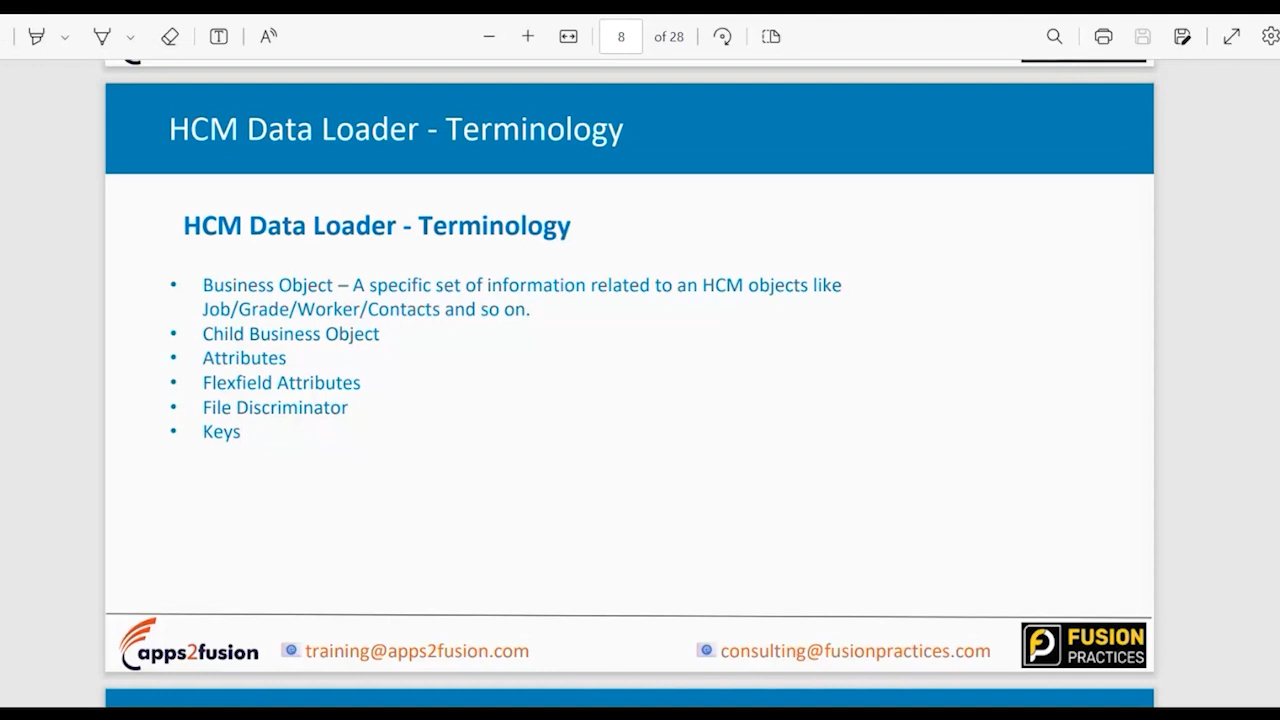 8 of 28
HCM Data Loader - Terminology
HCM Data Loader - Terminology
• Business Object – A specific set of information related to an HCM objects like
Job/Grade/Worker/Contacts and so on.
• Child Business Object
• Attributes
• Flexfield Attributes
• File Discriminator
• Keys
apps2fusion training@apps2fusion.com consulting@fusionpractices.com FUSION
PRACTICES